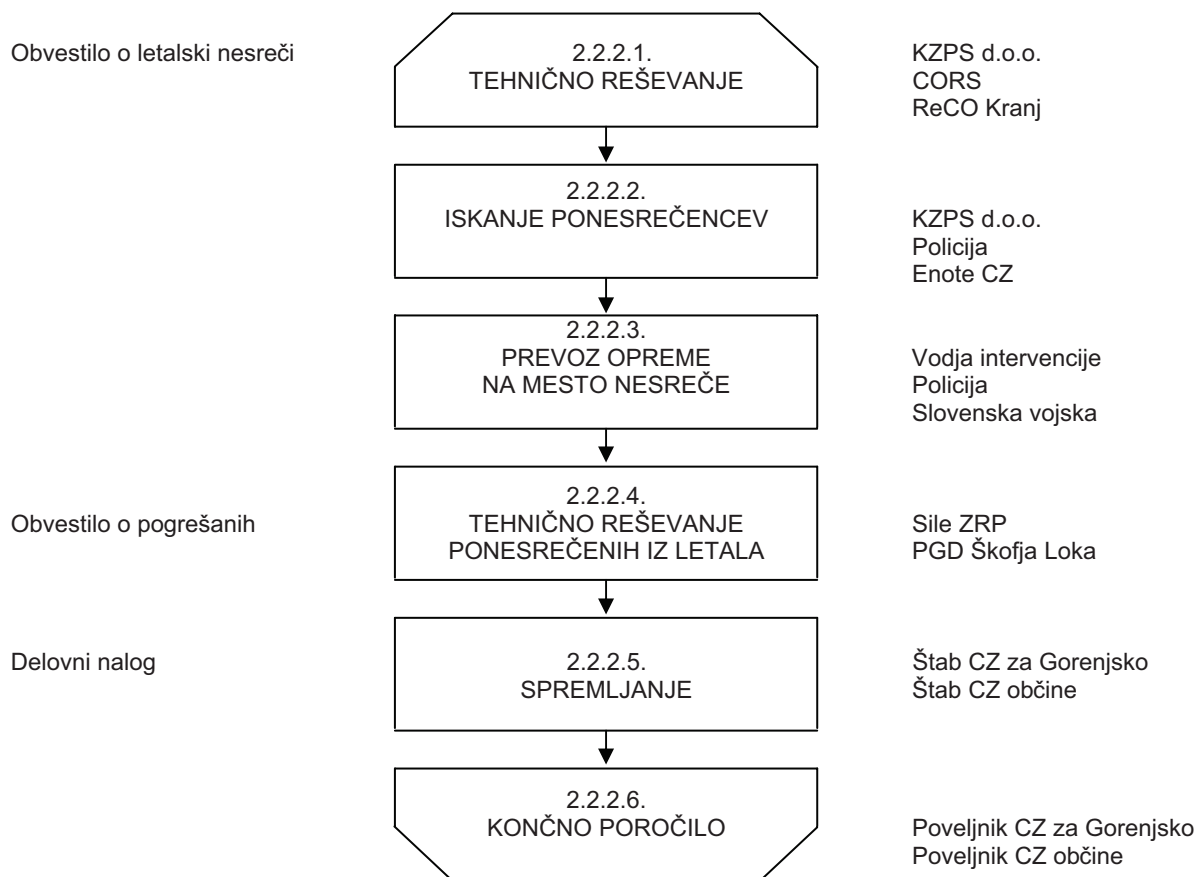 Obvestilo o letalski nesreči
2.2.2.1.
TEHNIČNO REŠEVANJE
KZPS d.o.o.
CORS
ReCO Kranj
2.2.2.2.
ISKANJE PONESREČENCEV
KZPS d.o.o.
Policija
Enote CZ
2.2.2.3.
PREVOZ OPREME
NA MESTO NESREČE
Vodja intervencije
Policija
Slovenska vojska
Obvestilo o pogrešanih
2.2.2.4.
TEHNIČNO REŠEVANJE
PONESREČENIH IZ LETALA
Sile ZRP
PGD Škofja Loka
Delovni nalog
2.2.2.5.
SPREMLJANJE
Štab CZ za Gorenjsko
Štab CZ občine
2.2.2.6.
KONČNO POROČILO
Poveljnik CZ za Gorenjsko
Poveljnik CZ občine